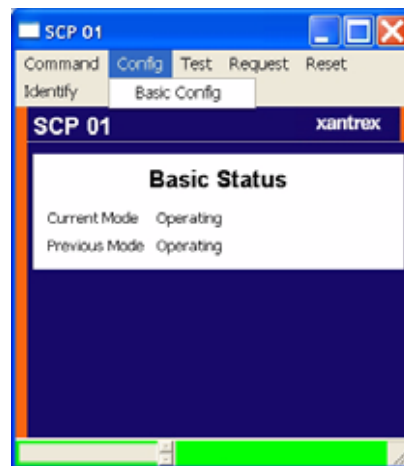 SCP 01
Command Config Test Request Reset
Identify Basic Config
SCP 01 xantrex
Basic Status
Current Mode Operating
Previous Mode Operating